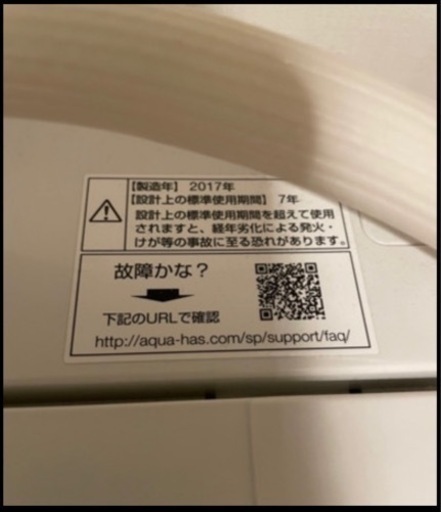 【製造年】 2017年
【設計上の標準使用期間】 7年
設計上の標準使用期間を超えて使用
されますと、経年劣化による発火・
けが等の事故に至る恐れがあります。
故障かな？
下記のURLで確認
http://aqua-has.com/sp/support/faq/